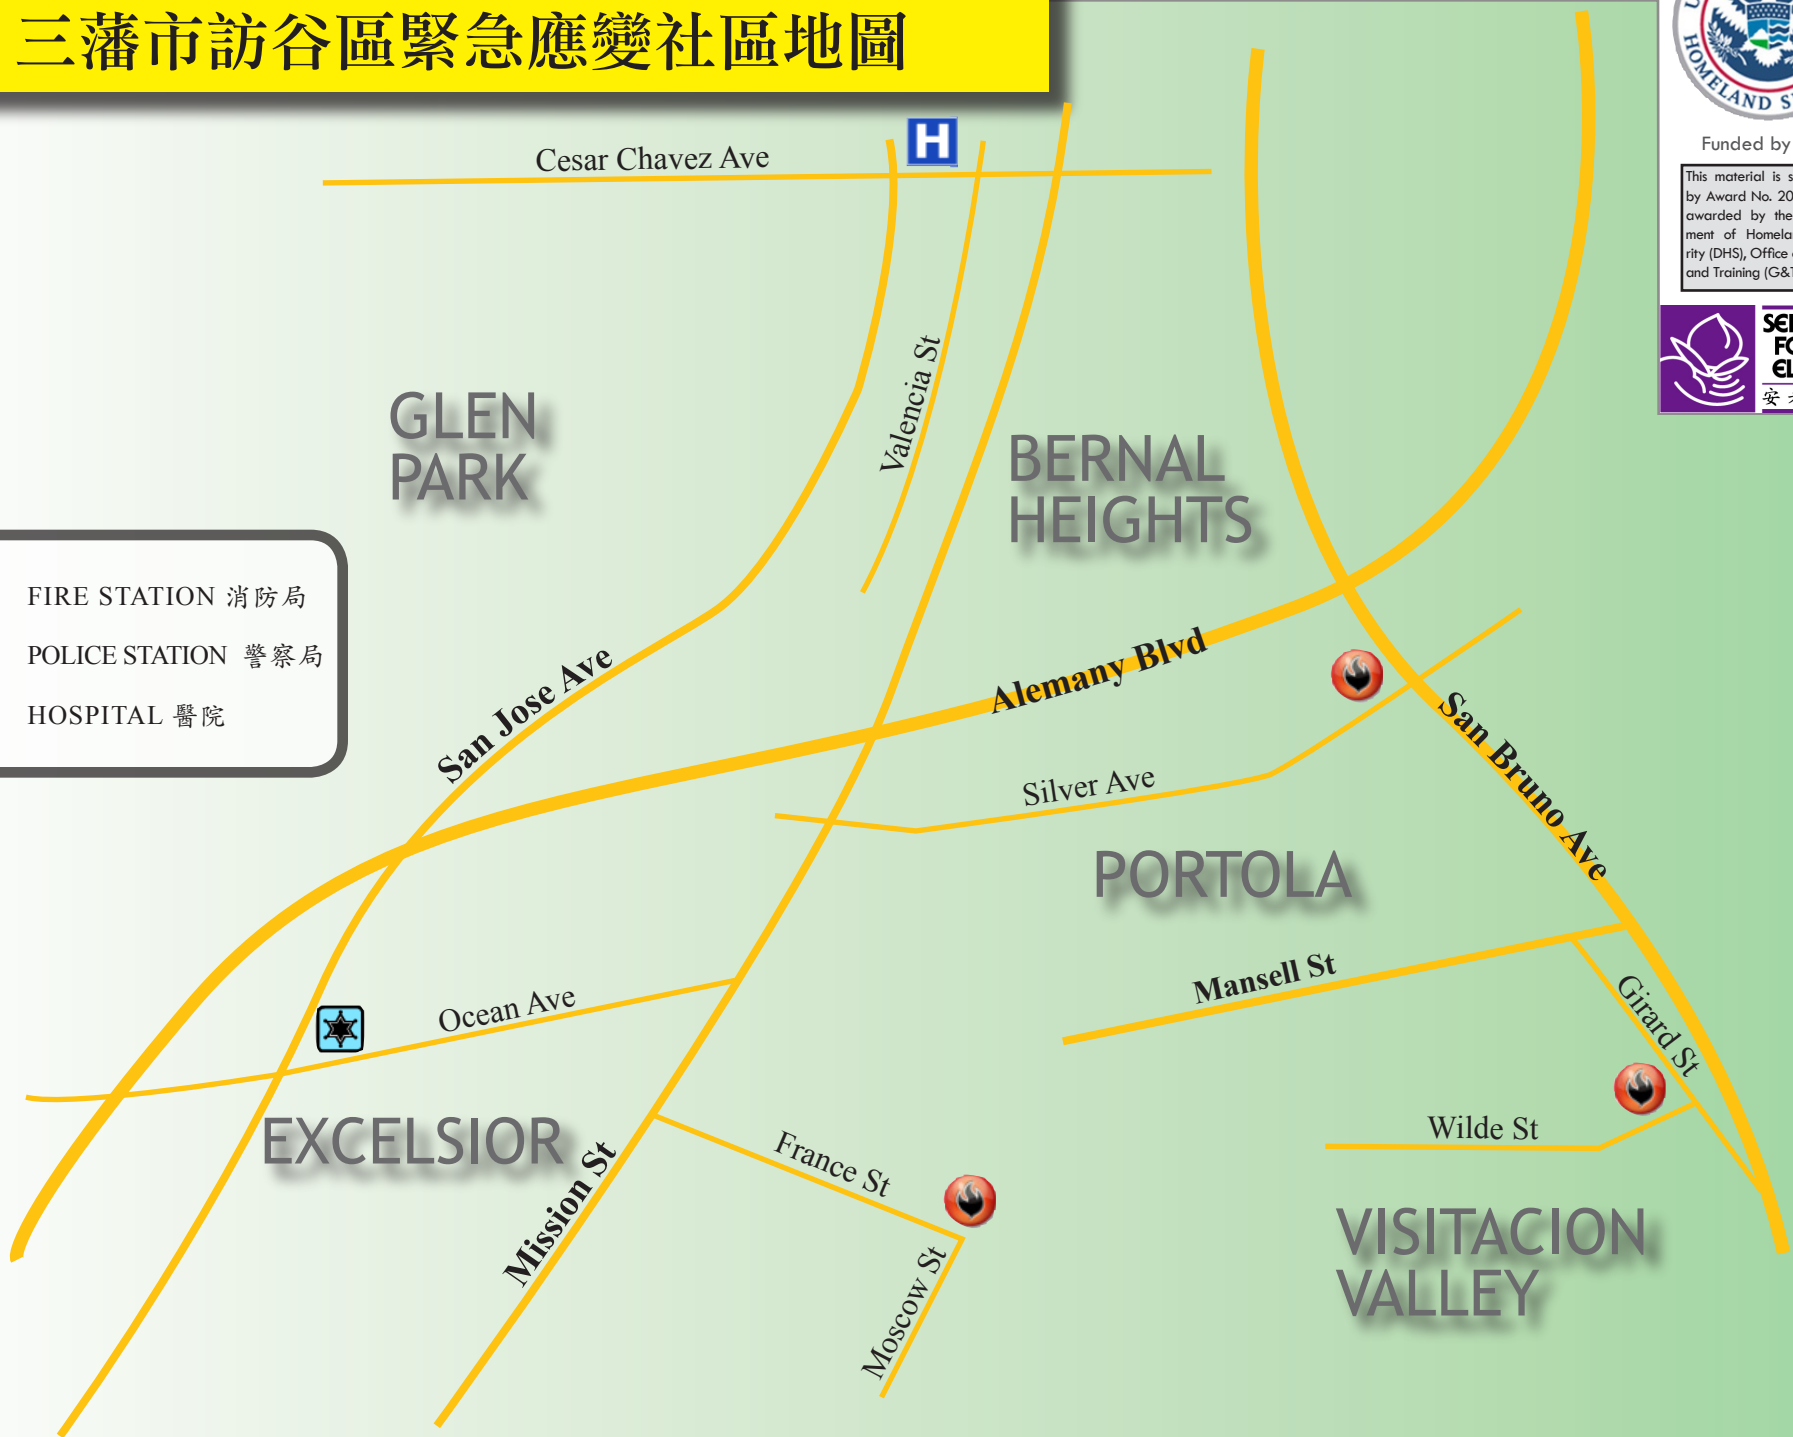 三藩市訪谷區緊急應變社區地圖
HOMELAND
Funded by
This material is
by Award No. 20
awarded by the
ment of
rity (DHS), Office
and Training
安
H
Cesar Chavez Ave
Valencia St
GLEN
PARK
BERNAL
HEIGHTS
FIRE STATION 消防局
POLICE STATION 警察局
HOSPITAL 醫院
San Jose Ave
Alemany Blvd
Silver Ave
San Bruno Ave
PORTOLA
Mansell St
Girard St
Ocean Ave
EXCELSIOR
Mission St
France St
Moscow St
Wilde St
VISITACION
VALLEY